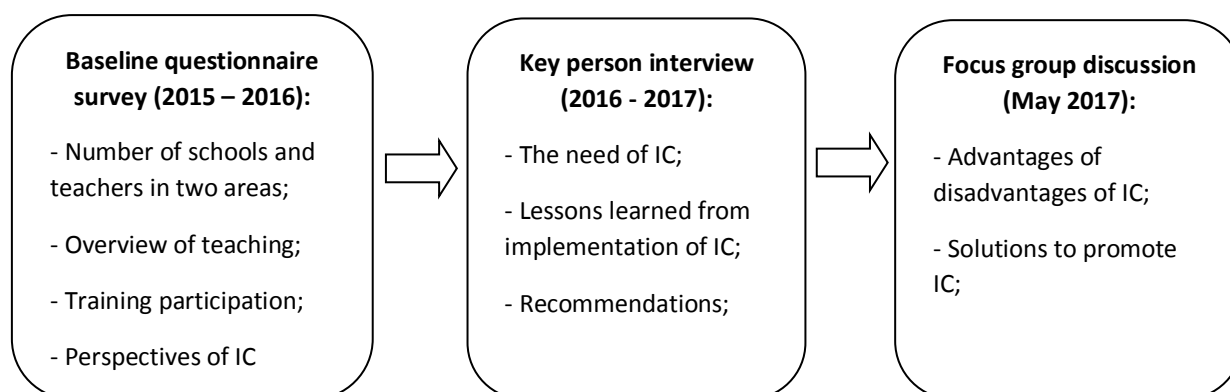 Baseline questionnaire
survey (2015 – 2016):
- Number of schools and
teachers in two areas;
- Overview of teaching;
- Training participation;
- Perspectives of IC
Key person interview
(2016 - 2017):
- The need of IC;
- Lessons learned from
implementation of IC;
- Recommendations;
Focus group discussion
(May 2017):
- Advantages of
disadvantages of IC;
- Solutions to promote
IC;